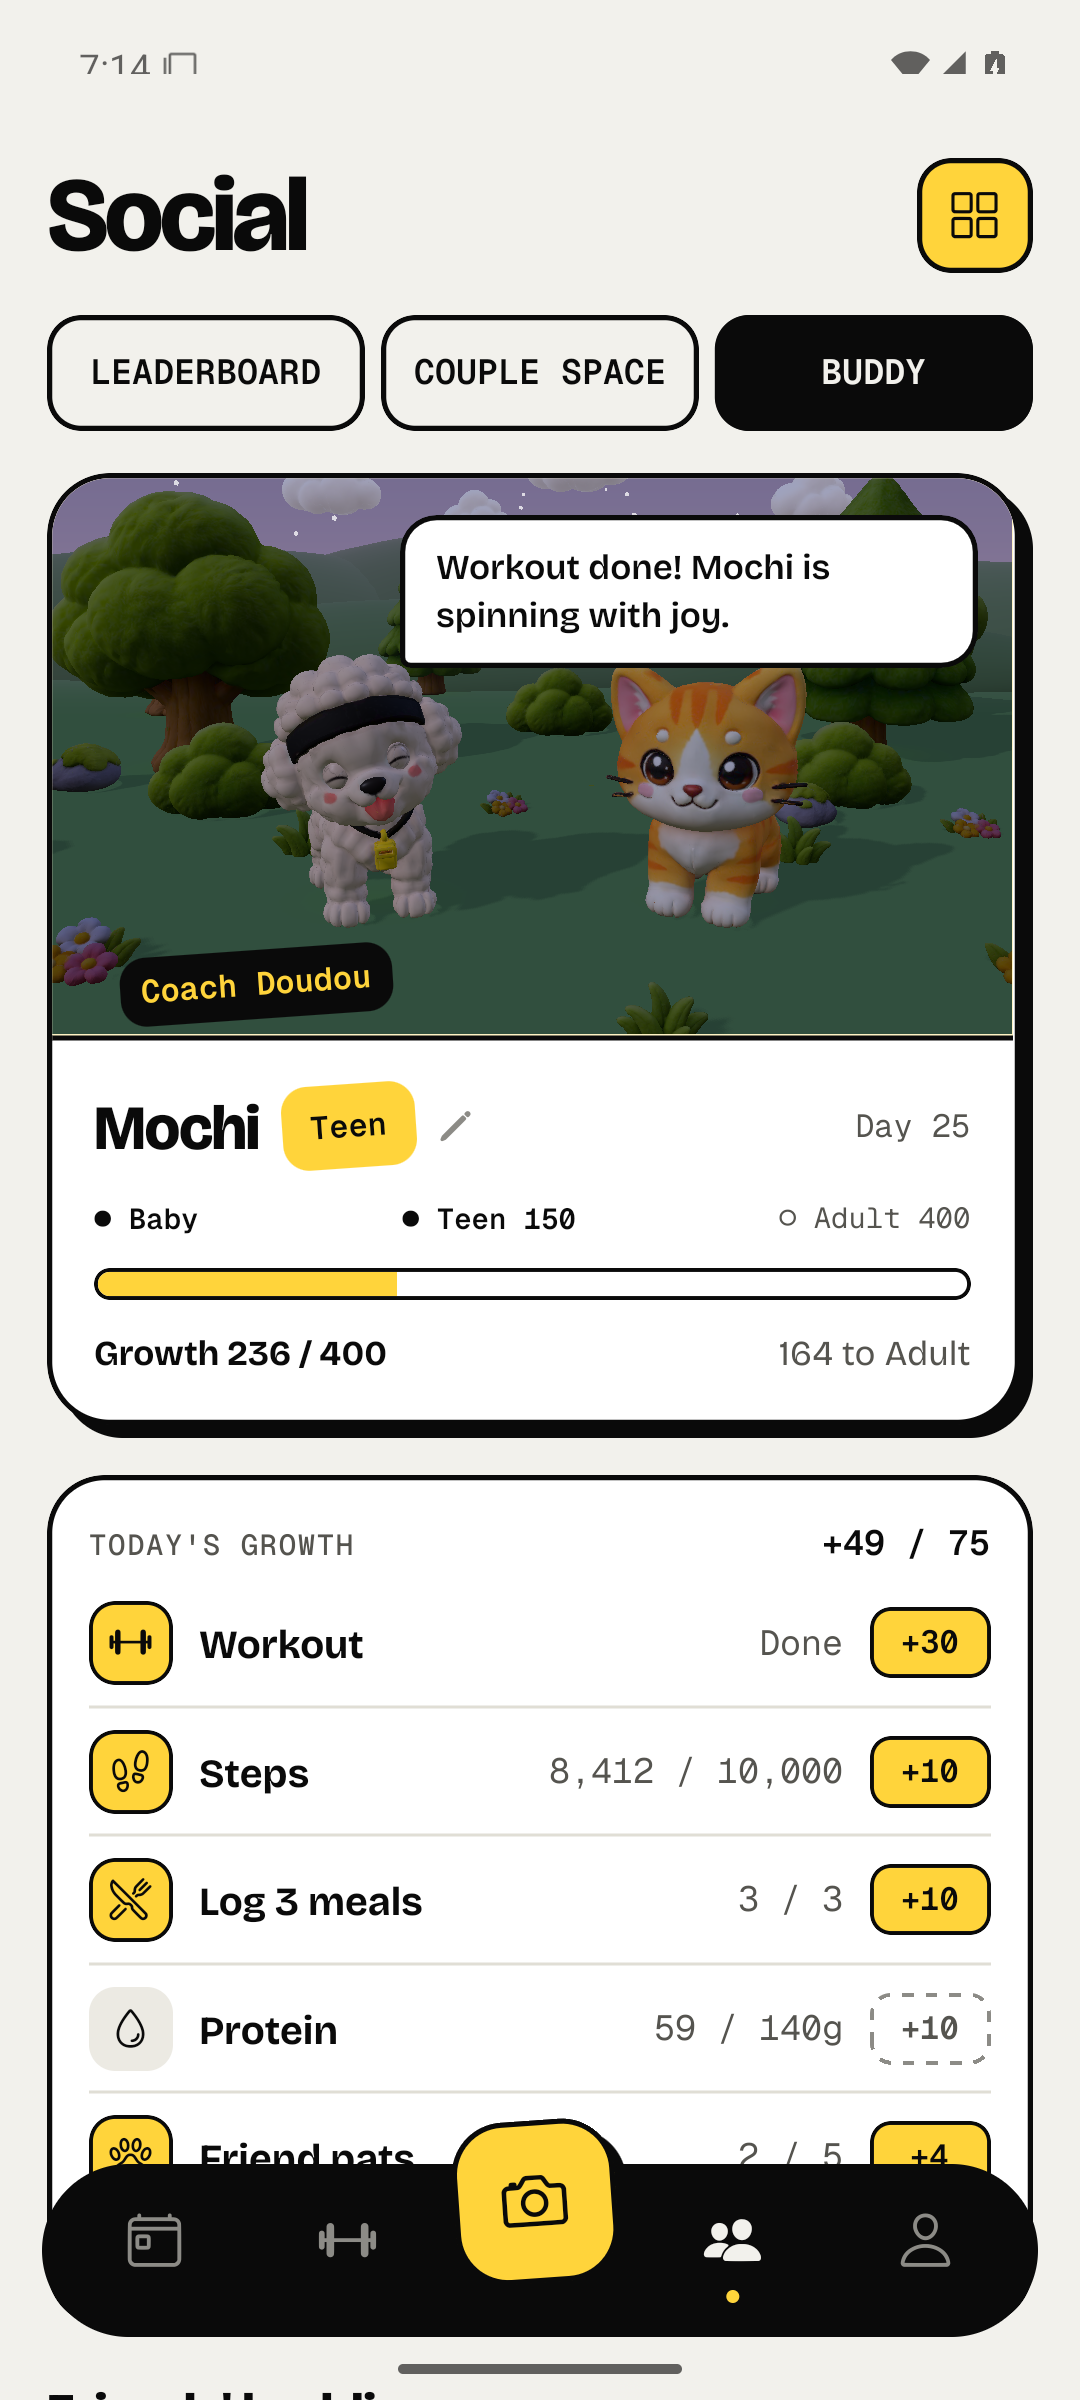 7:14
Social
LEADERBOARD
COUPLE SPACE
BUDDY
Workout done! Mochi is
spinning with joy.
Coach Doudou
Mochi
Teen
Day 25
Baby
Teen 150
Adult 400
Growth 236 / 400
164 to Adult
TODAY'S GROWTH
+49 / 75
Workout
Done
+30
Steps
8,412 / 10,000
+10
Log 3 meals
3 / 3
+10
Protein
59 / 140g
+10
Friend pats
2 / 5
+4